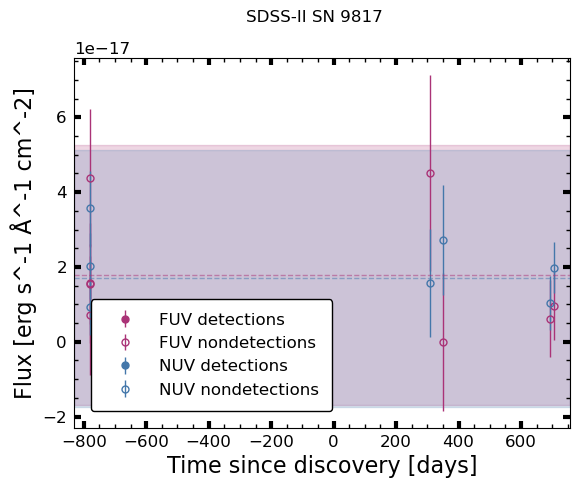 SDSS-II SN 9817
1e−17
Flux [erg s^-1 Å^-1 cm^-2]
6
4
2
0
−2
FUV detections
FUV nondetections
NUV detections
NUV nondetections
−800 −600 −400 −200 0 200 400 600
Time since discovery [days]